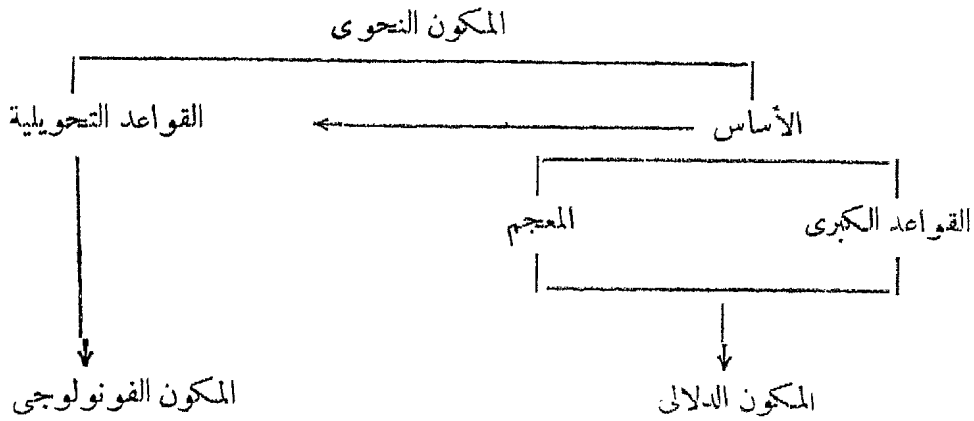 المكون النحوى
الأساس
القواعد التحويلية
القواعد الكبرى
المعجم
المكون الدلالى
المكون الفونولوجى